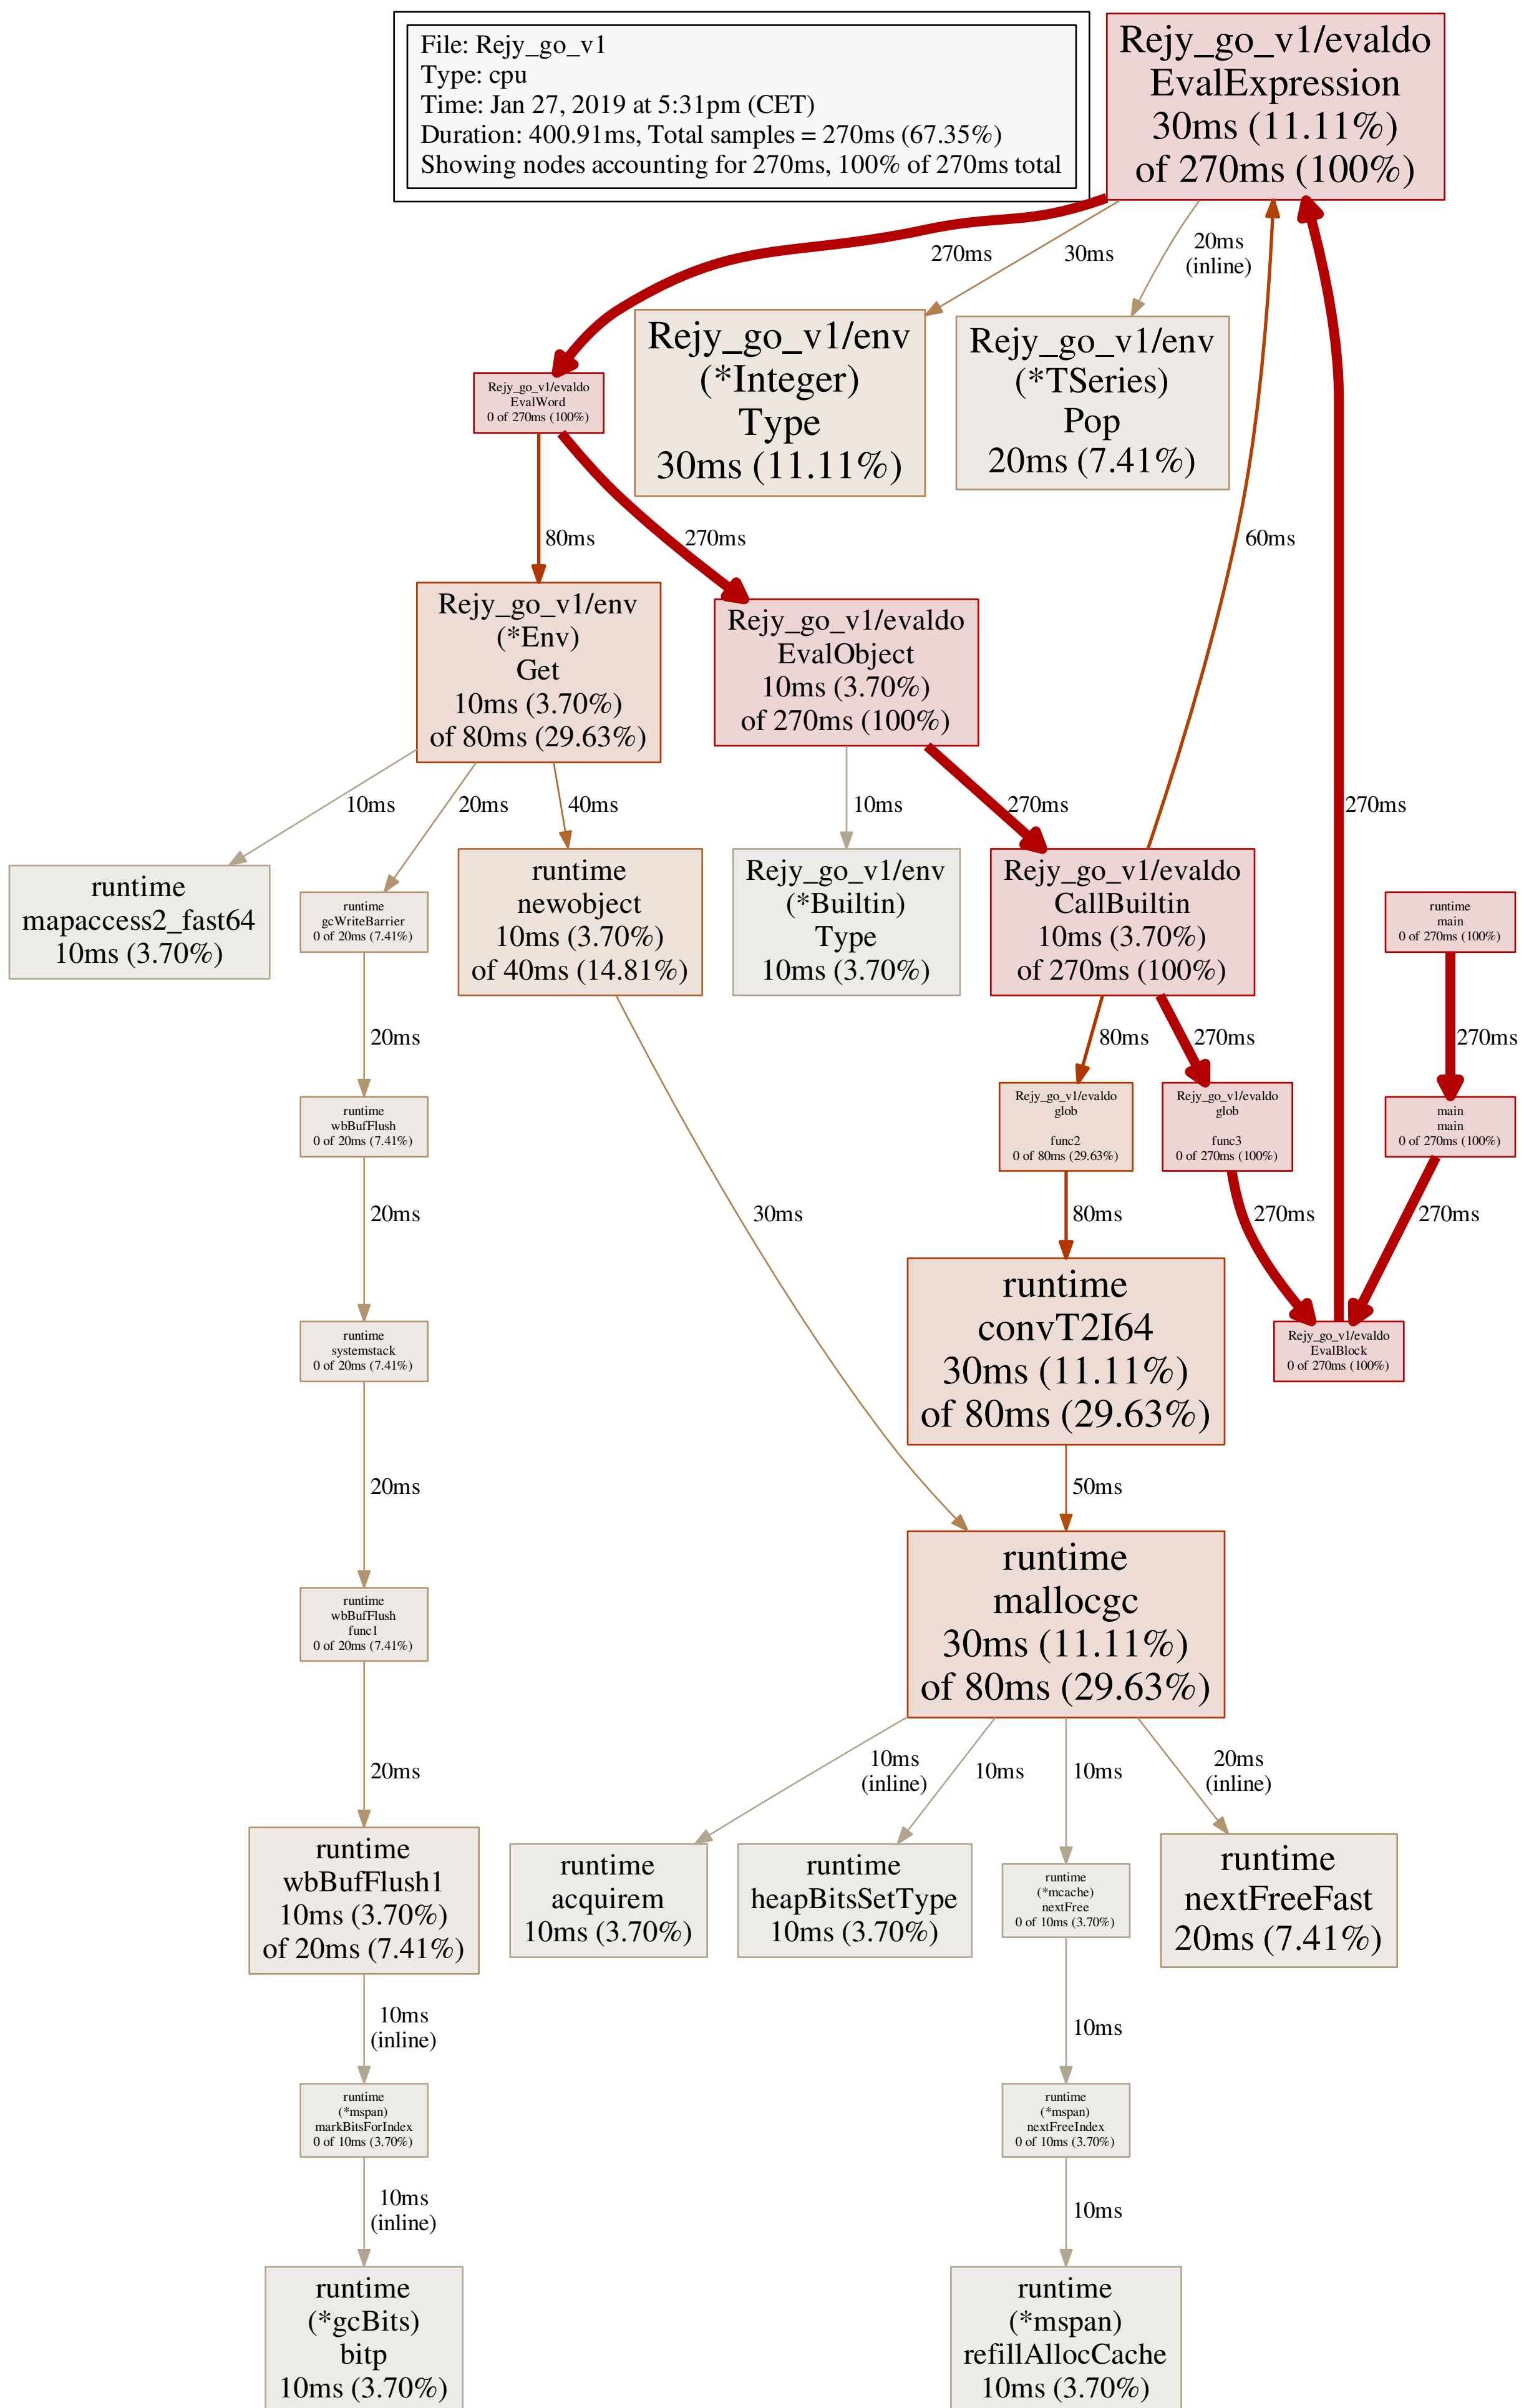 File: Rejy_go_v1
Type: cpu
Time: Jan 27, 2019 at 5:31pm (CET)
Duration: 400.91ms, Total samples = 270ms (67.35%)
Showing nodes accounting for 270ms, 100% of 270ms total
Rejy_go_v1/evaldo
EvalExpression
30ms (11.11%)
of 270ms (100%)
270ms
30ms
20ms
(inline)
Rejy_go_v1/evaldo
EvalWord
0 of 270ms (100%)
Rejy_go_v1/env
(*Integer)
Type
30ms (11.11%)
Rejy_go_v1/env
(*TSeries)
Pop
20ms (7.41%)
80ms
270ms
60ms
Rejy_go_v1/env
(*Env)
Get
10ms (3.70%)
of 80ms (29.63%)
Rejy_go_v1/evaldo
EvalObject
10ms (3.70%)
of 270ms (100%)
10ms
20ms
40ms
10ms
270ms
270ms
runtime
mapaccess2_fast64
10ms (3.70%)
runtime
gcWriteBarrier
0 of 20ms (7.41%)
runtime
newobject
10ms (3.70%)
of 40ms (14.81%)
Rejy_go_v1/env
(*Builtin)
Type
10ms (3.70%)
Rejy_go_v1/evaldo
CallBuiltin
10ms (3.70%)
of 270ms (100%)
runtime
main
0 of 270ms (100%)
20ms
80ms
270ms
270ms
runtime
wbBufFlush
0 of 20ms (7.41%)
Rejy_go_v1/evaldo
glob
func2
0 of 80ms (29.63%)
Rejy_go_v1/evaldo
glob
func3
0 of 270ms (100%)
main
main
0 of 270ms (100%)
20ms
30ms
80ms
270ms
270ms
runtime
systemstack
0 of 20ms (7.41%)
runtime
convT2I64
30ms (11.11%)
of 80ms (29.63%)
Rejy_go_v1/evaldo
EvalBlock
0 of 270ms (100%)
20ms
50ms
runtime
wbBufFlush
func1
0 of 20ms (7.41%)
runtime
mallocgc
30ms (11.11%)
of 80ms (29.63%)
20ms
10ms
(inline)
10ms
10ms
20ms
(inline)
runtime
wbBufFlush1
10ms (3.70%)
of 20ms (7.41%)
runtime
acquirem
10ms (3.70%)
runtime
heapBitsSetType
10ms (3.70%)
runtime
(*mcache)
nextFree
0 of 10ms (3.70%)
runtime
nextFreeFast
20ms (7.41%)
10ms
(inline)
10ms
runtime
(*mspan)
markBitsForIndex
0 of 10ms (3.70%)
runtime
(*mspan)
nextFreeIndex
0 of 10ms (3.70%)
10ms
(inline)
10ms
runtime
(*gcBits)
bitp
10ms (3.70%)
runtime
(*mspan)
refillAllocCache
10ms (3.70%)